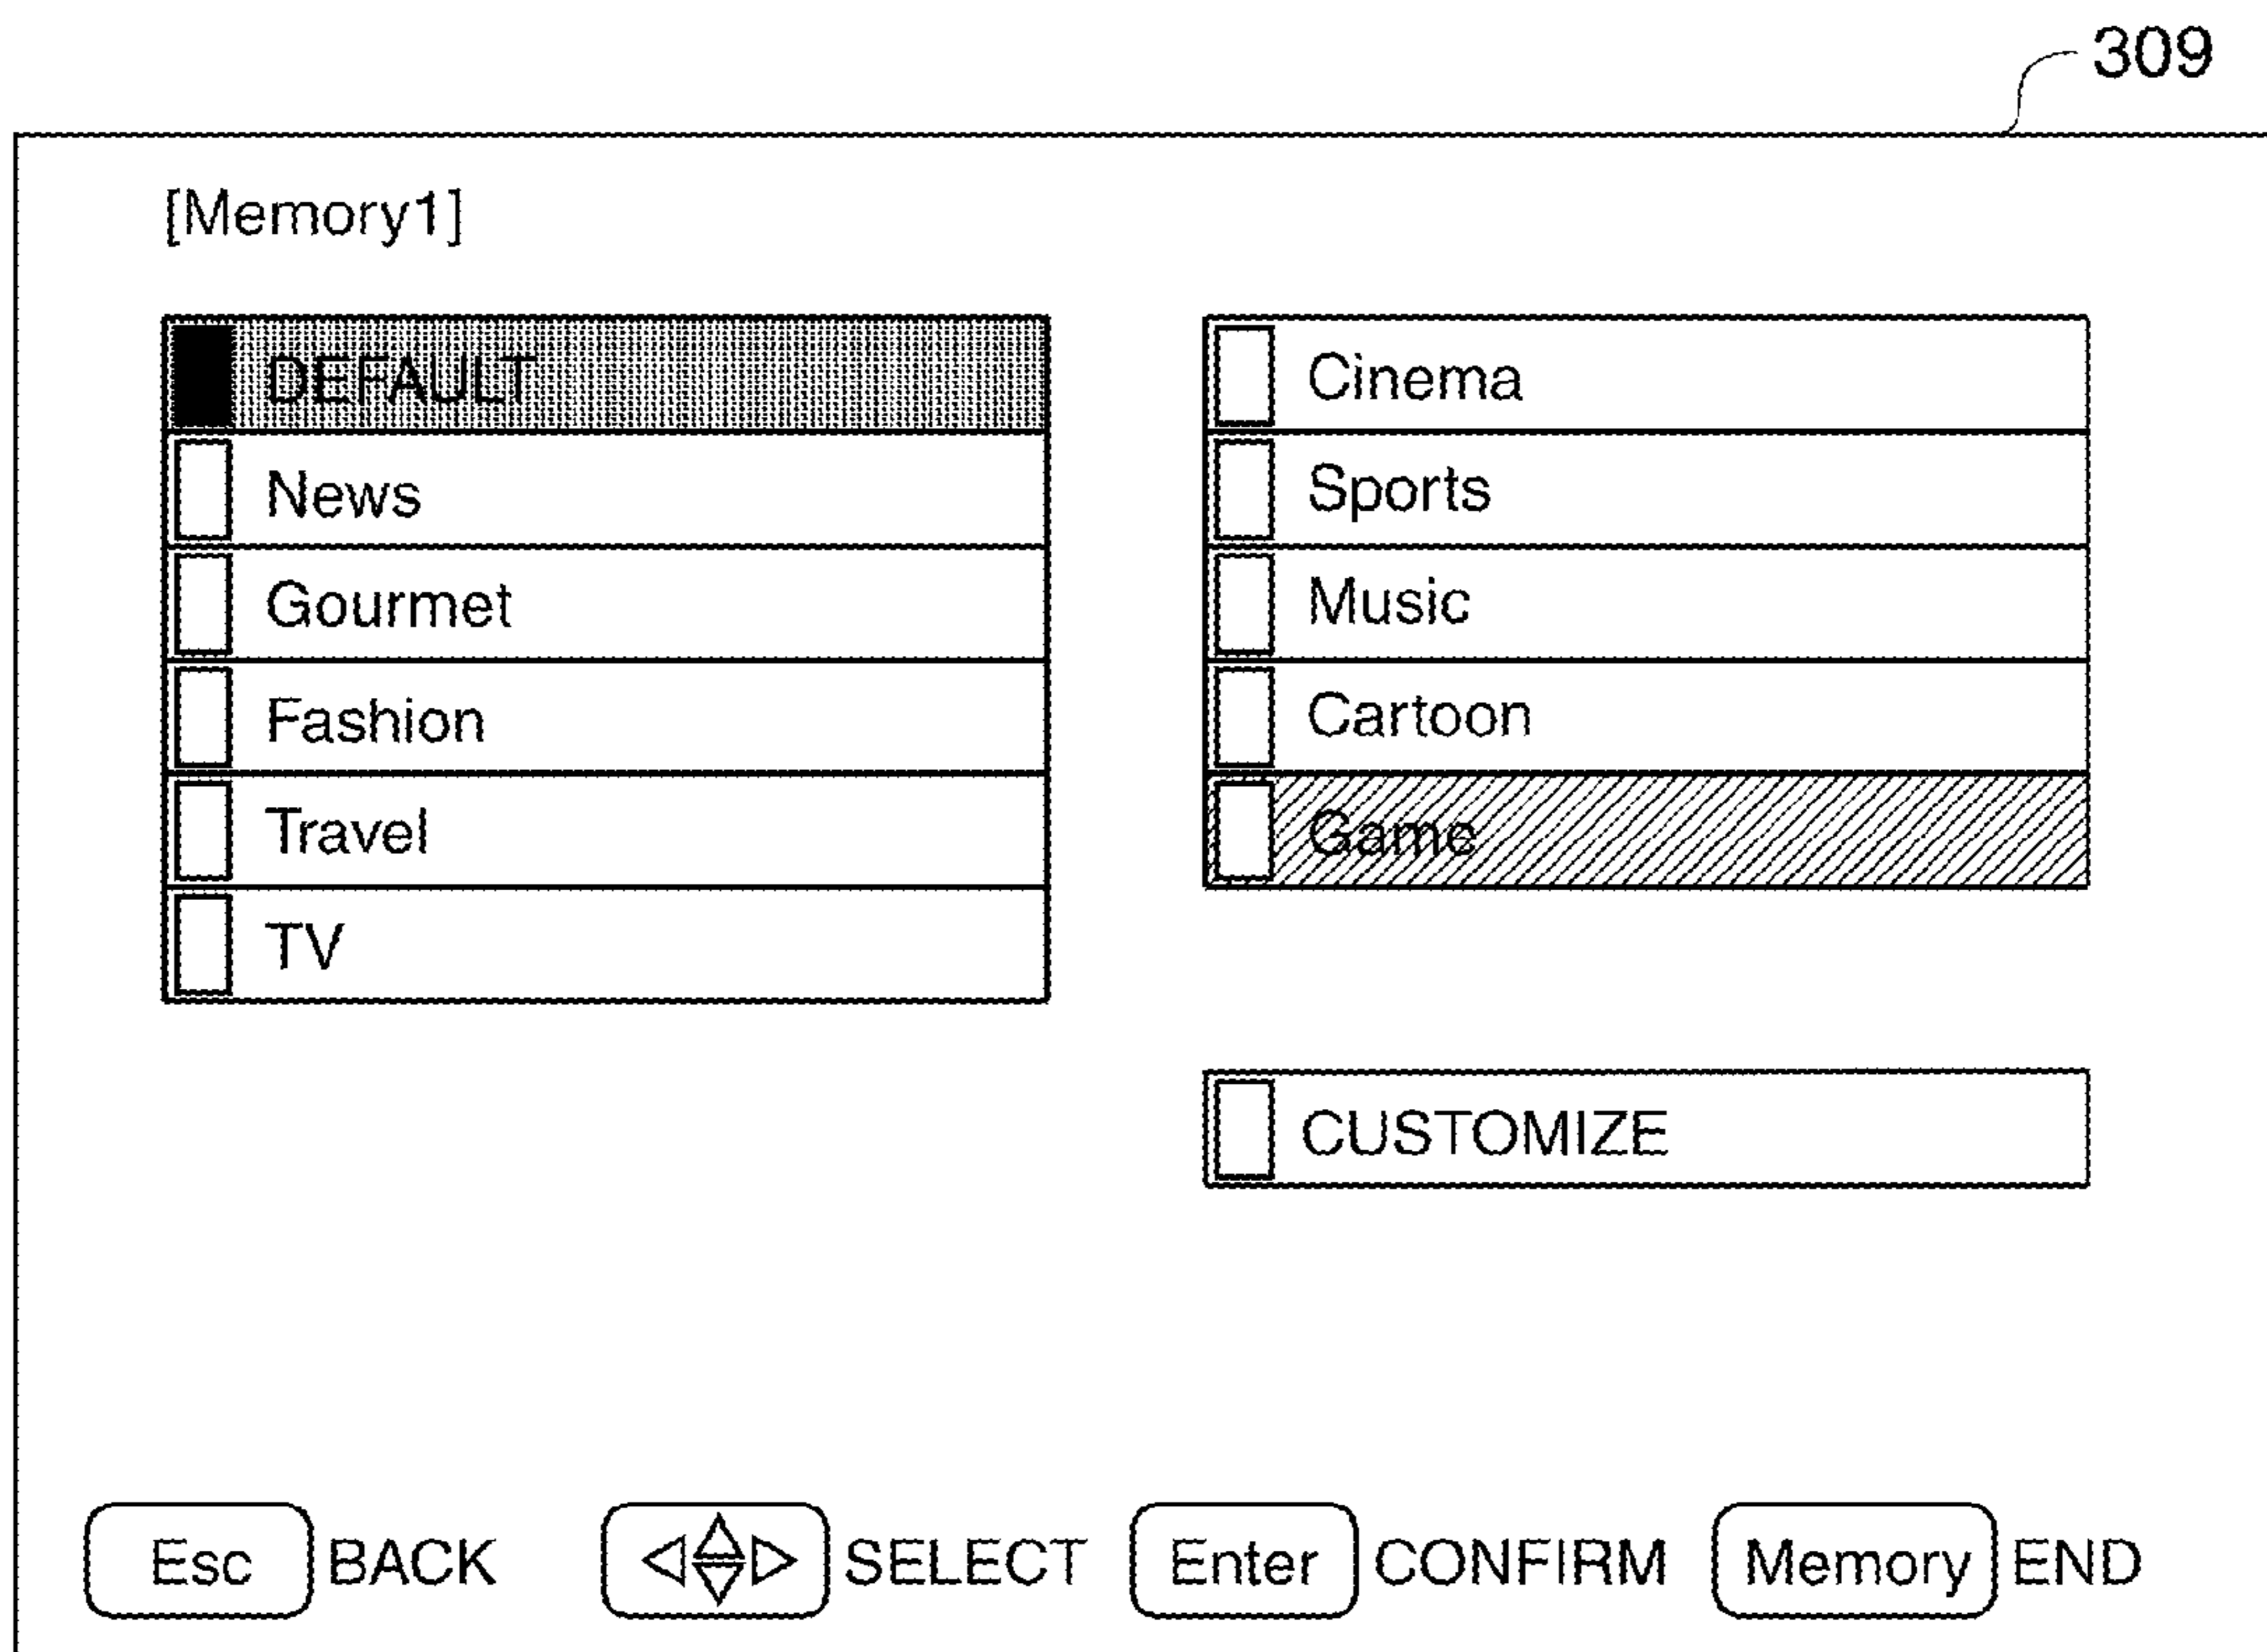 309
[Memory1]
DEFAULT
News
Gourmet
Fashion
Travel
TV
Cinema
Sports
Music
Cartoon
Game
CUSTOMIZE
Esc BACK SELECT Enter CONFIRM Memory END